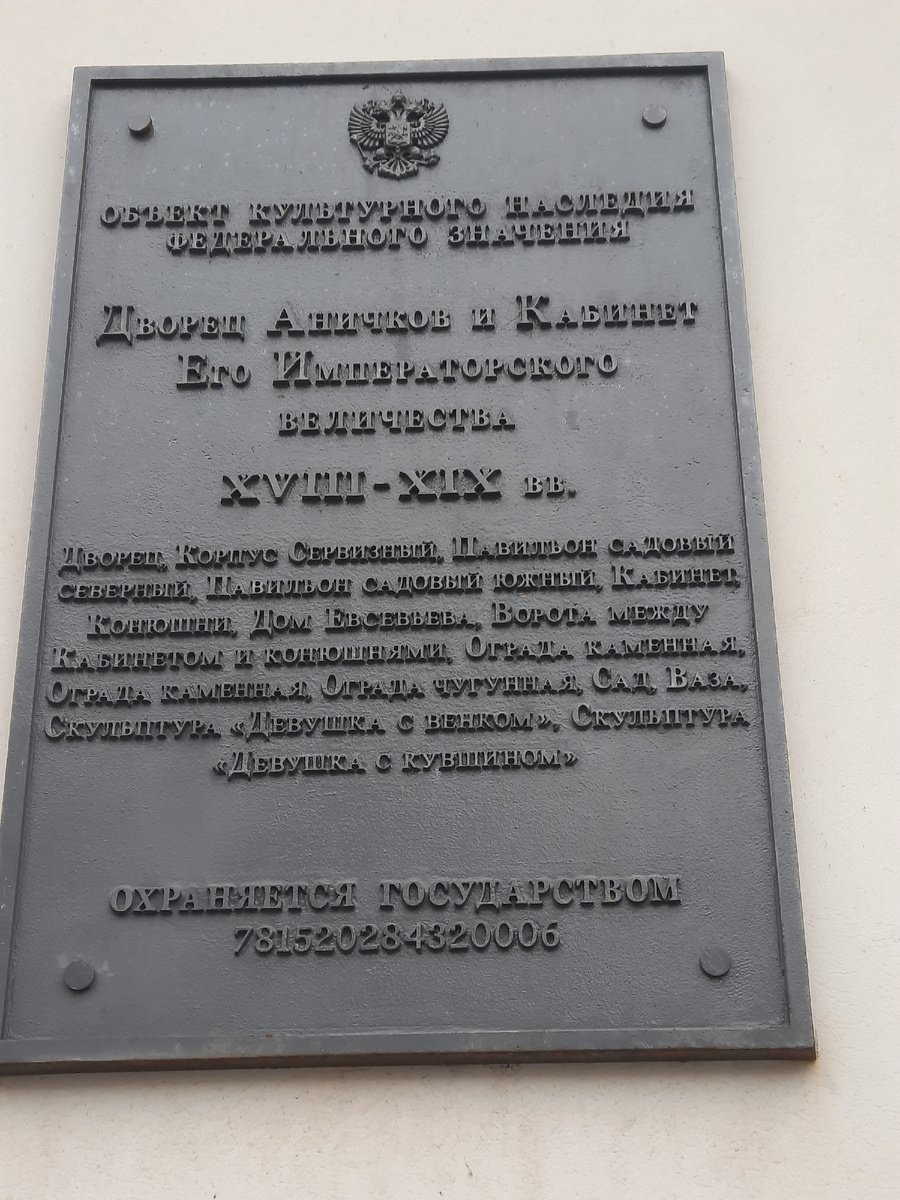 ОБЪЕКТ КУЛЬТУРНОГО НАСЛЕДИЯ
ФЕДЕРАЛЬНОГО ЗНАЧЕНИЯ
Дворец Аничков и Кабинет
Его Императорского
величества
XVIII-XIX вв.
Дворец, Корпус Сервизный, Павильон садовый
северный, Павильон садовый южный, Кабинет,
Конюшни, Дом Евсевьева, Ворота между
Кабинетом и конюшнями, Ограда каменная,
Ограда каменная, Ограда чугунная, Сад, Ваза,
Скульптура «Девушка с венком», Скульптура
«Девушка с кувшином»
ОХРАНЯЕТСЯ ГОСУДАРСТВОМ
781520284320006